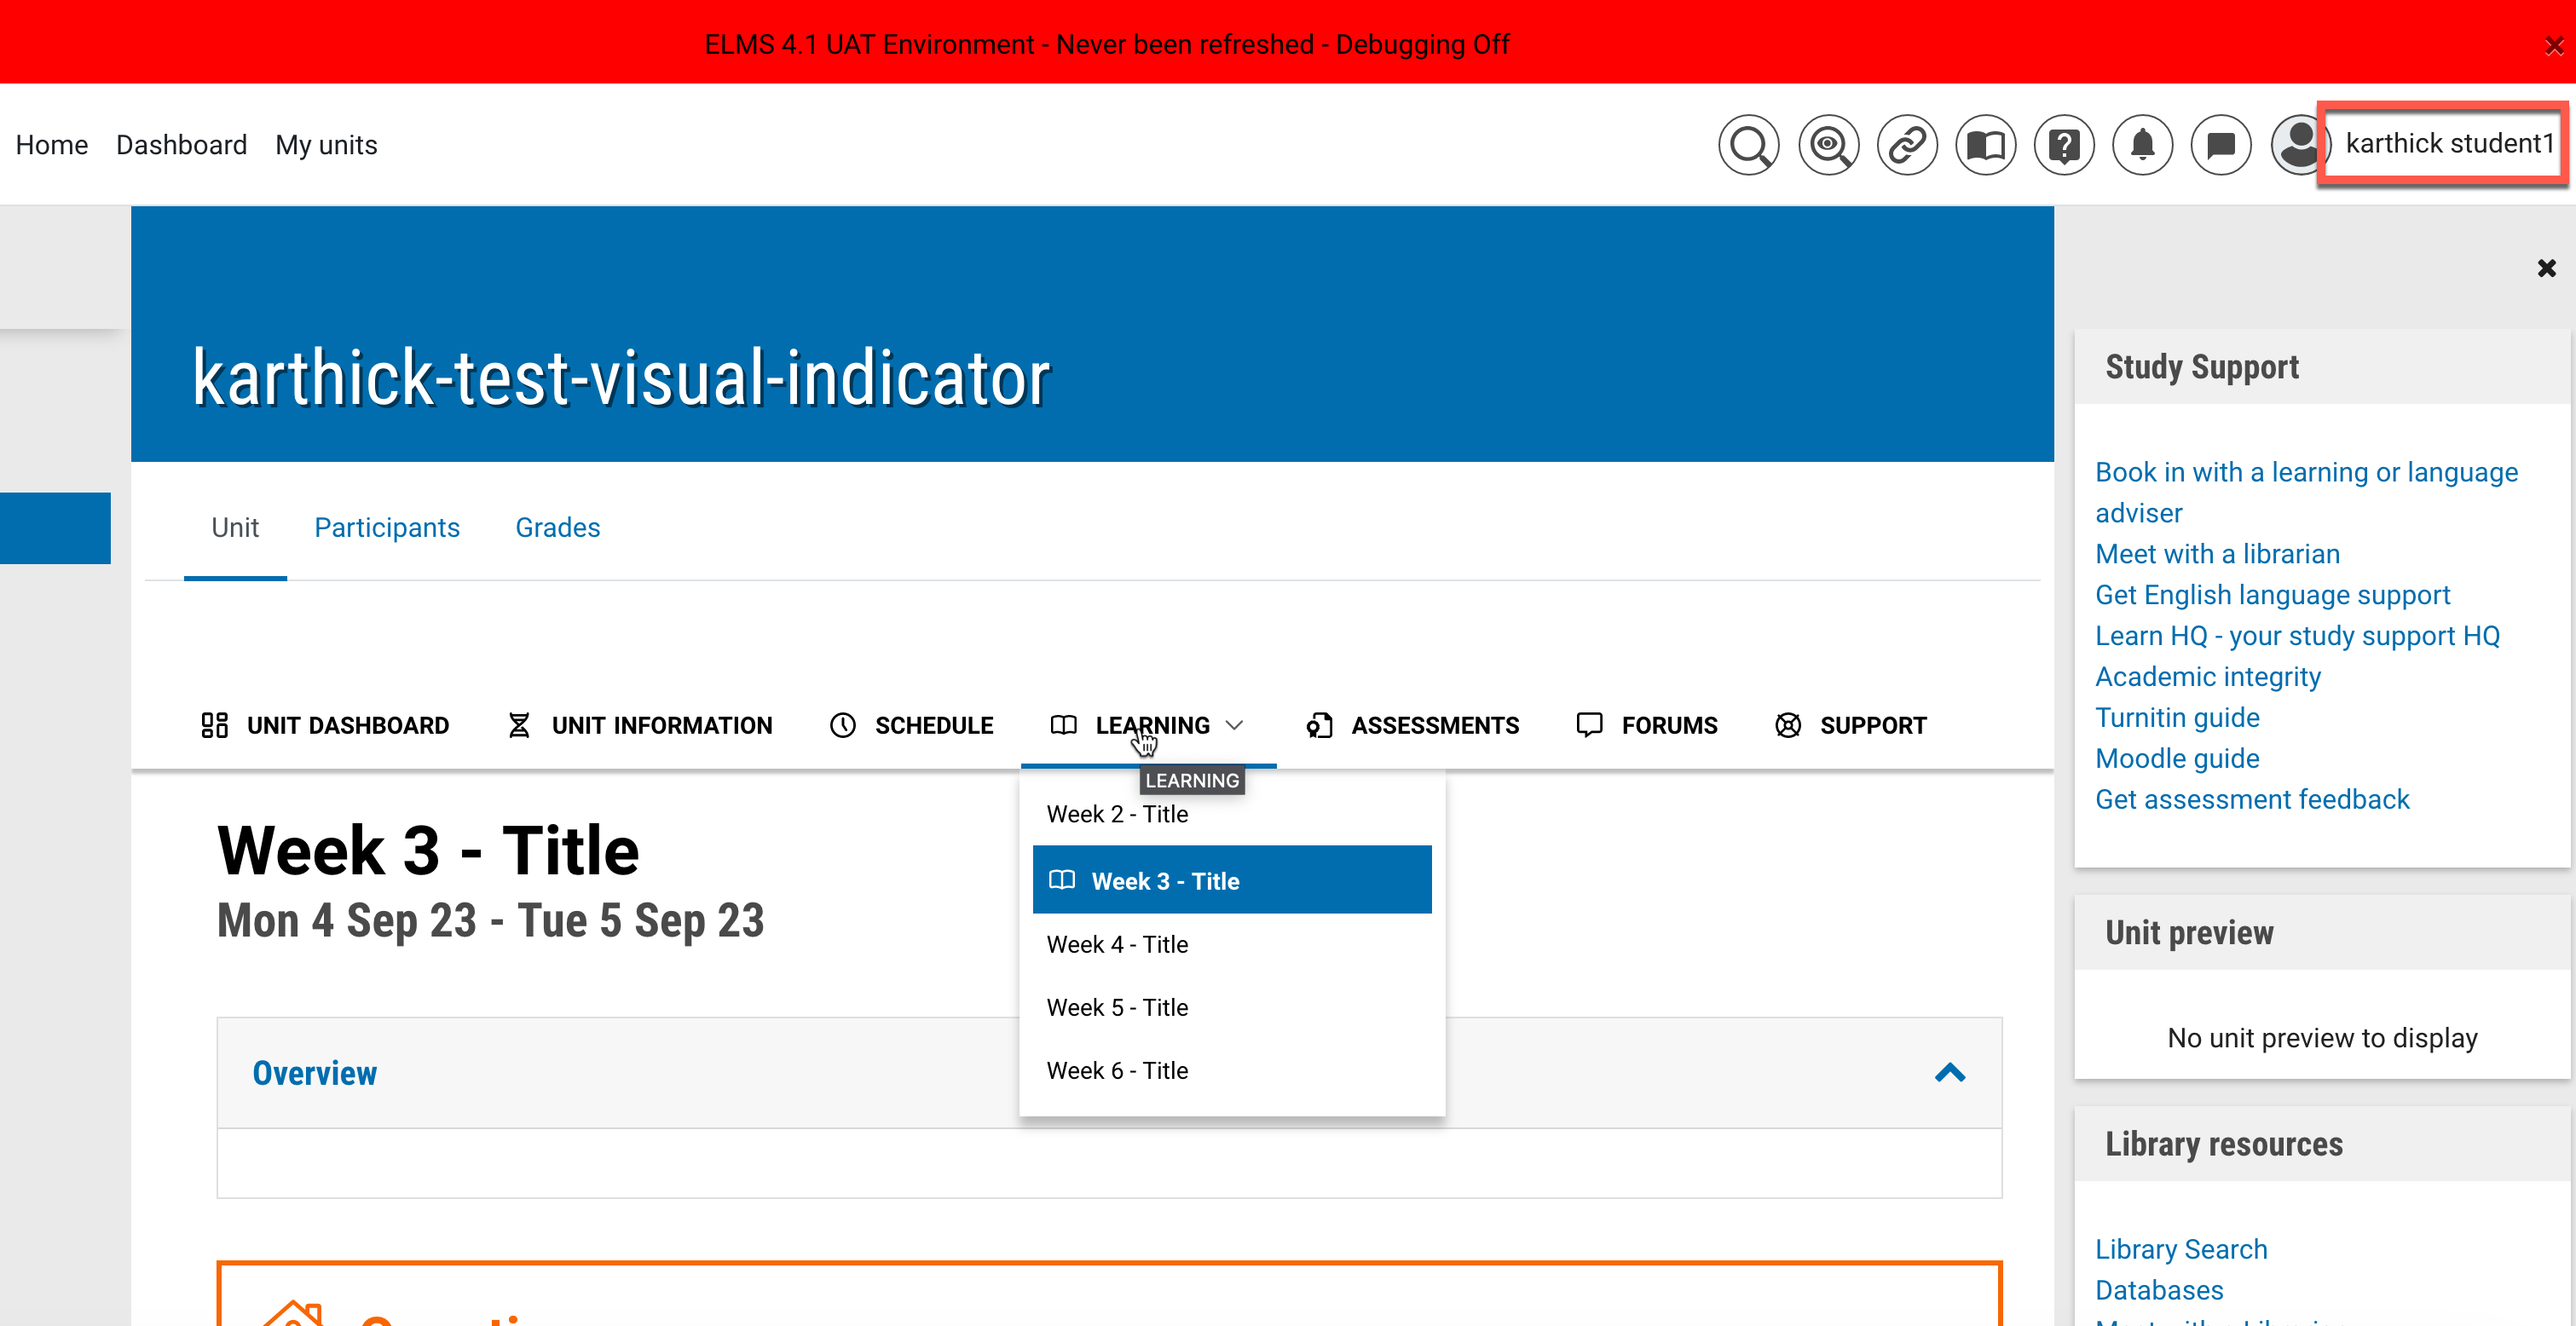 ELMS 4.1 UAT Environment - Never been refreshed - Debugging Off
Home Dashboard My units
karthick student1
karthick-test-visual-indicator
Unit Participants Grades
UNIT DASHBOARD UNIT INFORMATION SCHEDULE LEARNING ASSESSMENTS FORUMS SUPPORT
LEARNING
Week 2 - Title
Week 3 - Title
Week 4 - Title
Week 5 - Title
Week 6 - Title
Week 3 - Title
Mon 4 Sep 23 - Tue 5 Sep 23
Overview
Study Support
Book in with a learning or language
adviser
Meet with a librarian
Get English language support
Learn HQ - your study support HQ
Academic integrity
Turnitin guide
Moodle guide
Get assessment feedback
Unit preview
No unit preview to display
Library resources
Library Search
Databases